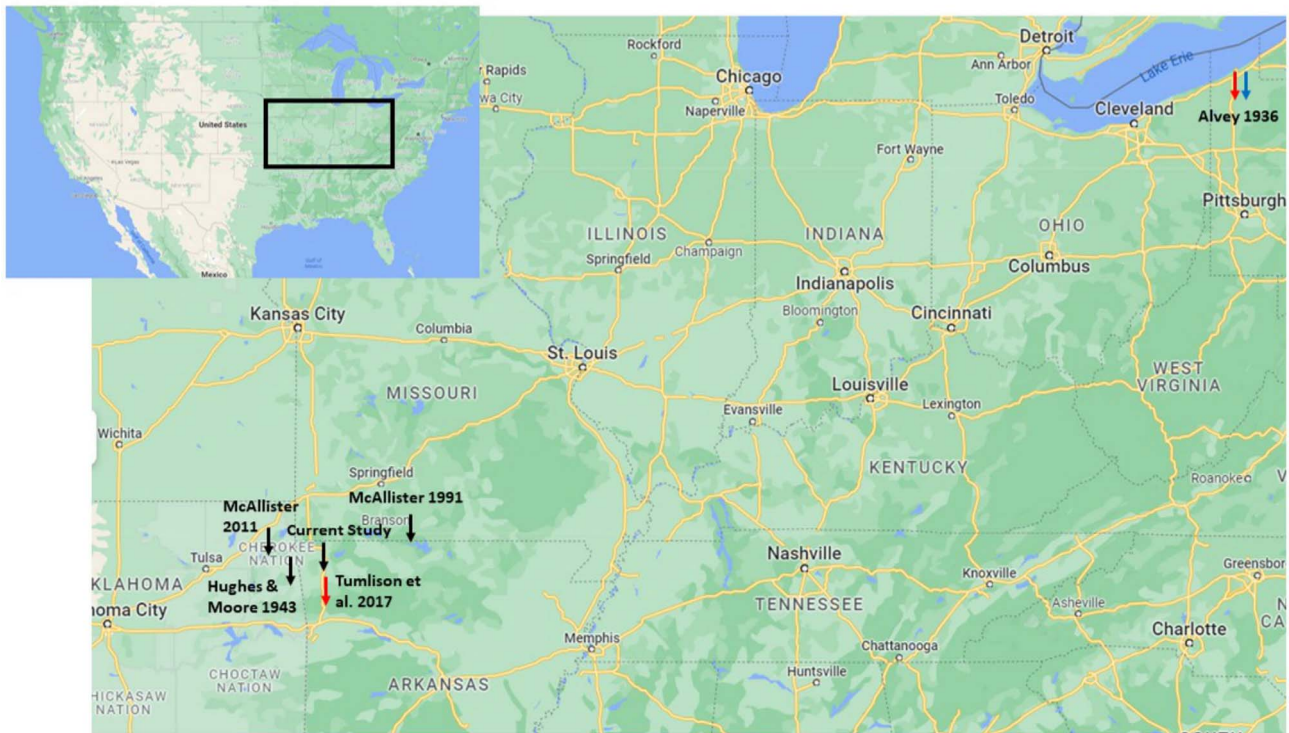 United States
Mexico
Rockford
Chicago
Naperville
Rapids
wa City
Detroit
Ann Arbor
Lake Erie
Toledo
Cleveland
Alvey 1936
Fort Wayne
Pittsburgh
ILLINOIS
INDIANA
OHIO
Springfield
Champaign
Columbus
Indianapolis
Kansas City
Bloomington
Cincinnati
Columbia
St. Louis
WEST
VIRGINIA
MISSOURI
Louisville
Evansville
Lexington
Wichita
KENTUCKY
Springfield
Roanoke
V
McAllister 1991
McAllister
2011
Branson
Current Study
CHEROKEE
NATION
Tulsa
Nashville
Greensbor
KLAHOMA
Hughes &
Moore 1943
Tumlison et
al. 2017
Knoxville
homa City
TENNESSEE
Asheville
N
CA
Charlotte
Memphis
Chattanooga
Huntsville
CHOCTAW
NATION
ARKANSAS
HICKASAW
NATION